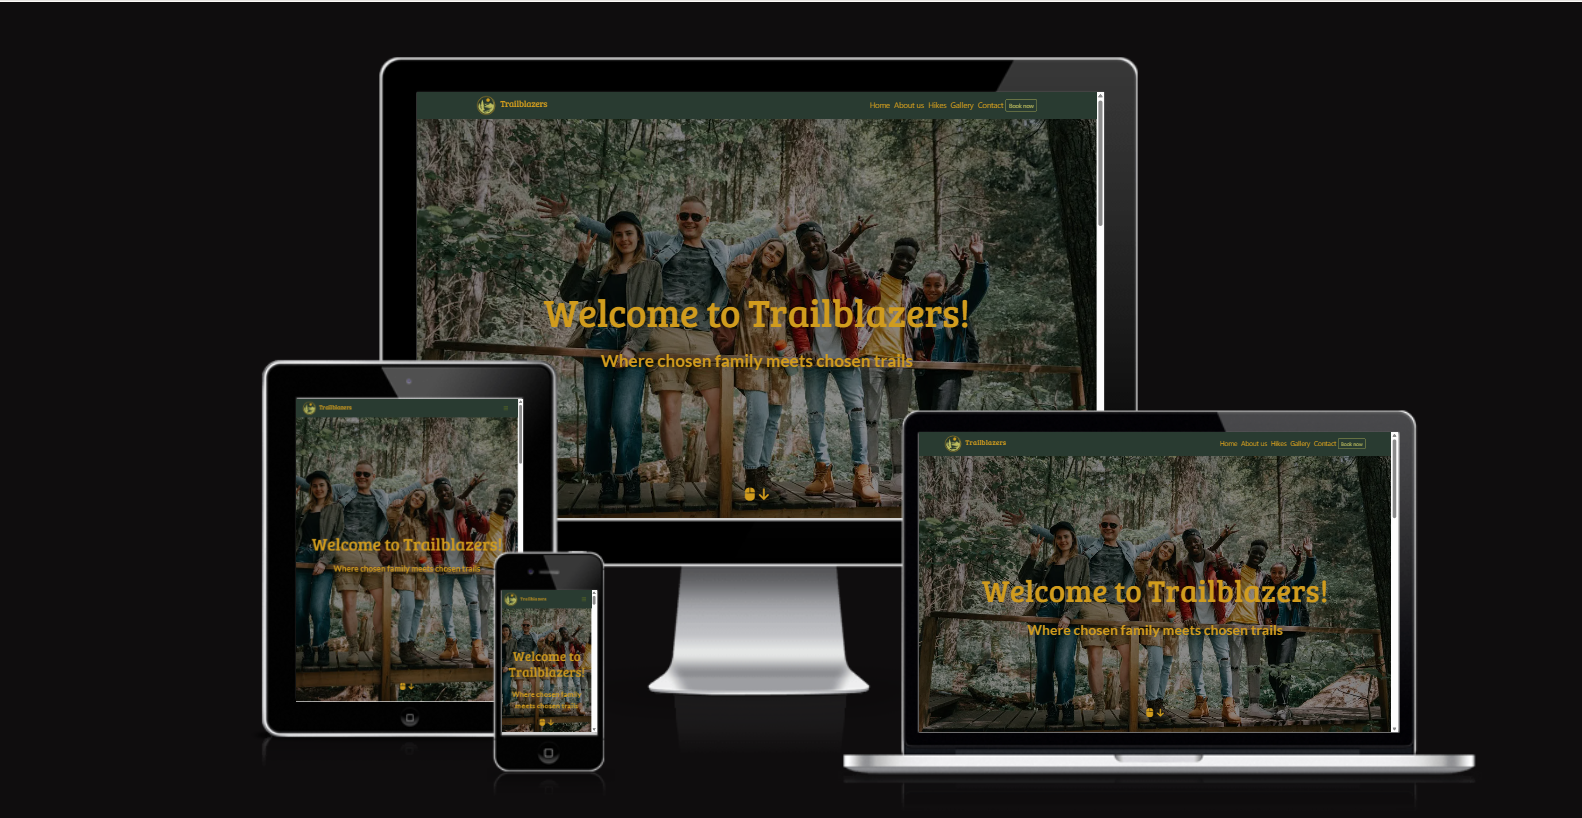 Trailblazers
Home About us Hikes Gallery Contact Book now
Welcome to Trailblazers!
Where chosen family meets chosen trails
Trailblazers
Welcome to Trailblazers!
Where chosen family meets chosen trails
Trailblazers
Welcome to
Trailblazers!
Where chosen family
meets chosen trails
Trailblazers
Home About us Hikes Gallery Contact Book now
Welcome to Trailblazers!
Where chosen family meets chosen trails